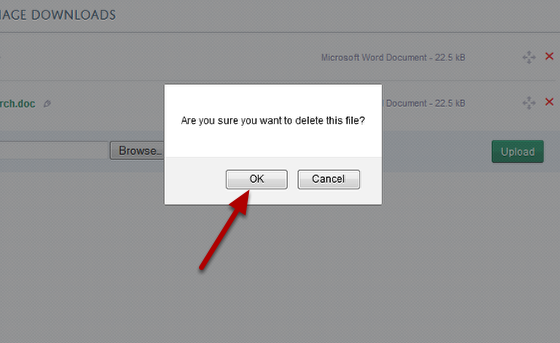 AGE DOWNLOADS
Microsoft Word Document - 22.5 kB
rch.doc
d Document - 22.5 kB
Browse..
Upload
Are you sure you want to delete this file?
OK
Cancel